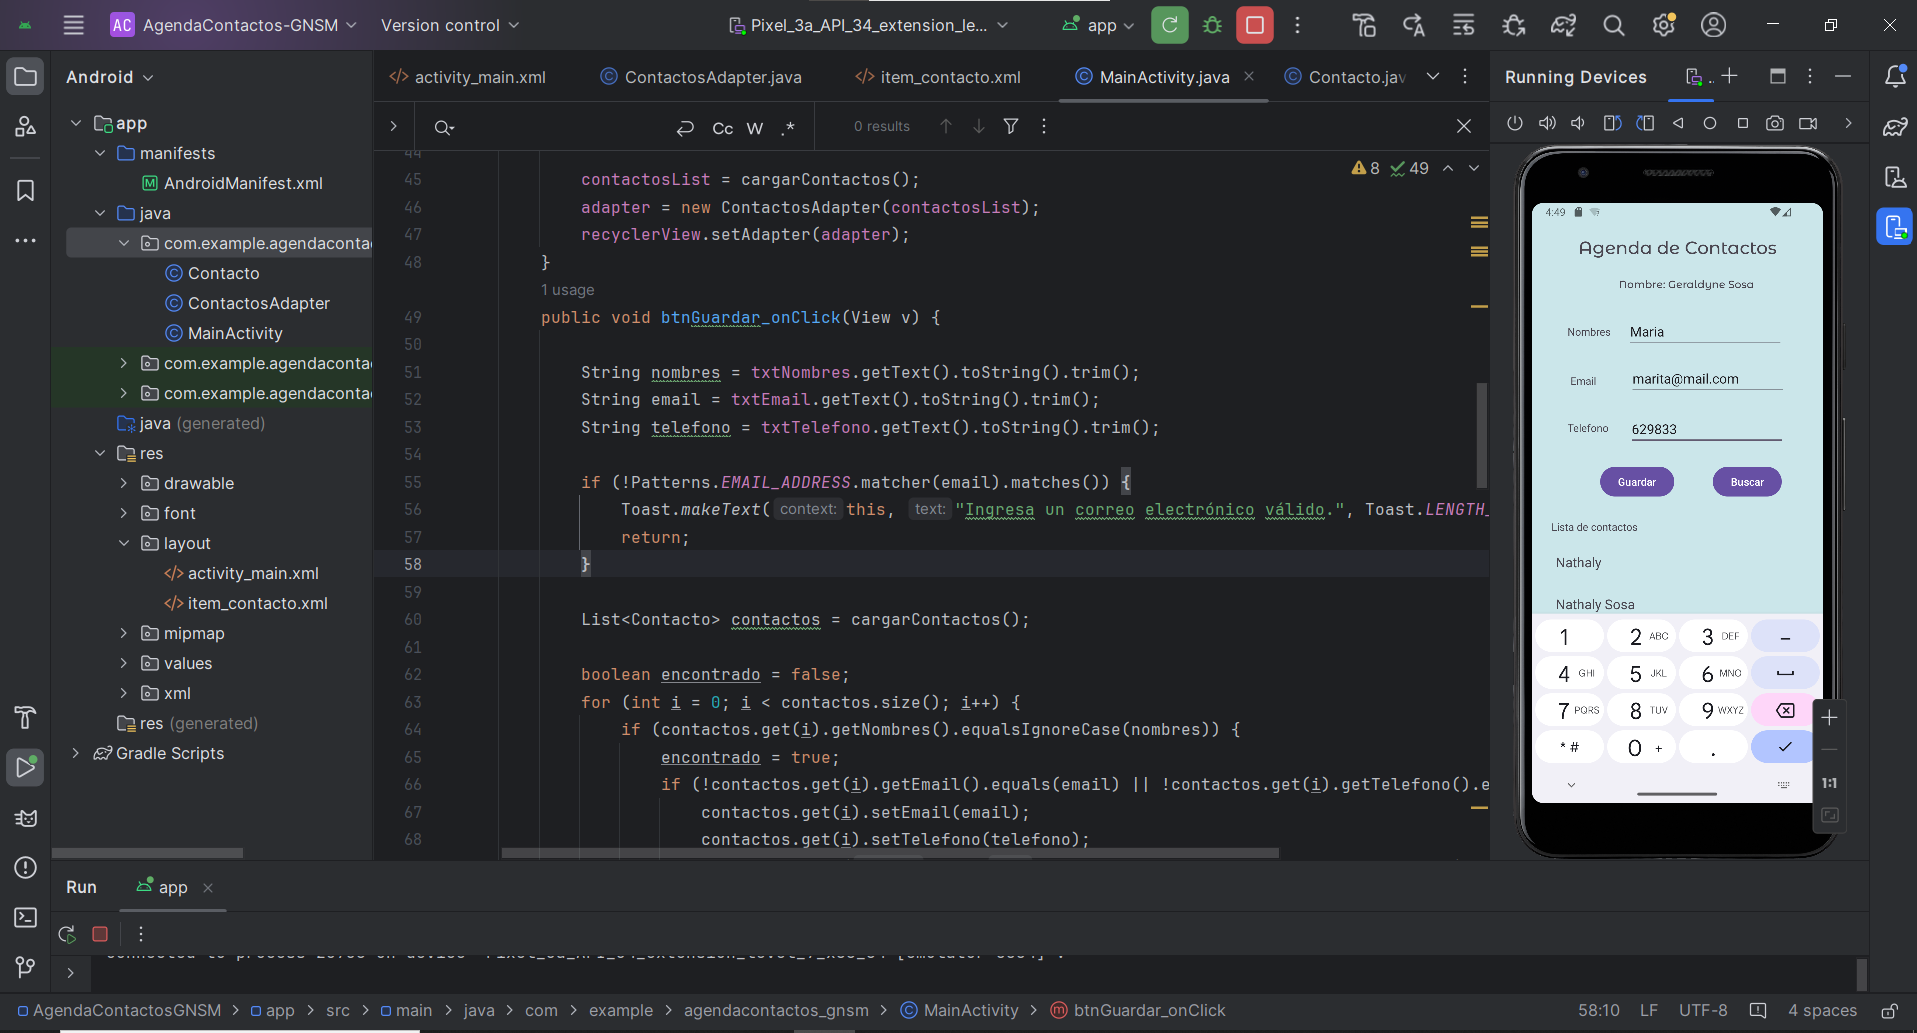 AC AgendaContactos-GNSM Version control Pixel_3a_API_34_extension_le... app
Android
app
manifests
AndroidManifest.xml
java
com.example.agendaconta
Contacto
ContactosAdapter
MainActivity
com.example.agendaconta
com.example.agendaconta
java (generated)
res
drawable
font
layout
activity_main.xml
item_contacto.xml
mipmap
values
xml
res (generated)
Gradle Scripts
activity_main.xml ContactosAdapter.java item_contacto.xml MainActivity.java Contacto.jav
Cc W .* 0 results
8 49
44
45 contactosList = cargarContactos();
46 adapter = new ContactosAdapter(contactosList);
47 recyclerView.setAdapter(adapter);
48 }
1 usage
49 public void btnGuardar_onClick(View v) {
50
51 String nombres = txtNombres.getText().toString().trim();
52 String email = txtEmail.getText().toString().trim();
53 String telefono = txtTelefono.getText().toString().trim();
54
55 if (!Patterns.EMAIL_ADDRESS.matcher(email).matches()) {
56 Toast.makeText( context: this, text: "Ingresa un correo electrónico válido.", Toast.LENGTH_
57 return;
58 }
59
60 List<Contacto> contactos = cargarContactos();
61
62 boolean encontrado = false;
63 for (int i = 0; i < contactos.size(); i++) {
64 if (contactos.get(i).getNombres().equalsIgnoreCase(nombres)) {
65 encontrado = true;
66 if (!contactos.get(i).getEmail().equals(email) || !contactos.get(i).getTelefono().e
67 contactos.get(i).setEmail(email);
68 contactos.get(i).setTelefono(telefono);
Running Devices
4:49
Agenda de Contactos
Nombre: Geraldyne Sosa
Nombres Maria
Email marita@mail.com
Telefono 629833
Guardar Buscar
Lista de contactos
Nathaly
Nathaly Sosa
1 2 ABC 3 DEF –
4 GHI 5 JKL 6 MNO
7 PQRS 8 TUV 9 WXYZ
* # 0 + .
1:1
Run app
AgendaContactosGNSM > app > src > main > java > com > example > agendacontactos_gnsm > MainActivity > btnGuardar_onClick
58:10 LF UTF-8 4 spaces